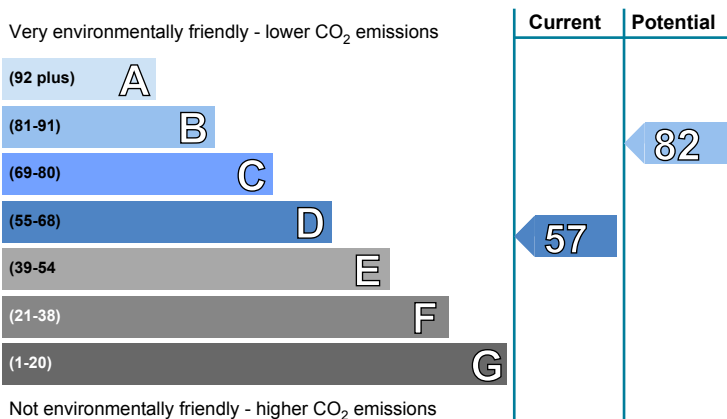 Current Potential
Very environmentally friendly - lower CO2 emissions
(92 plus) A
(81-91) B
82
(69-80) C
(55-68) D
57
(39-54 E
(21-38) F
(1-20) G
Not environmentally friendly - higher CO2 emissions